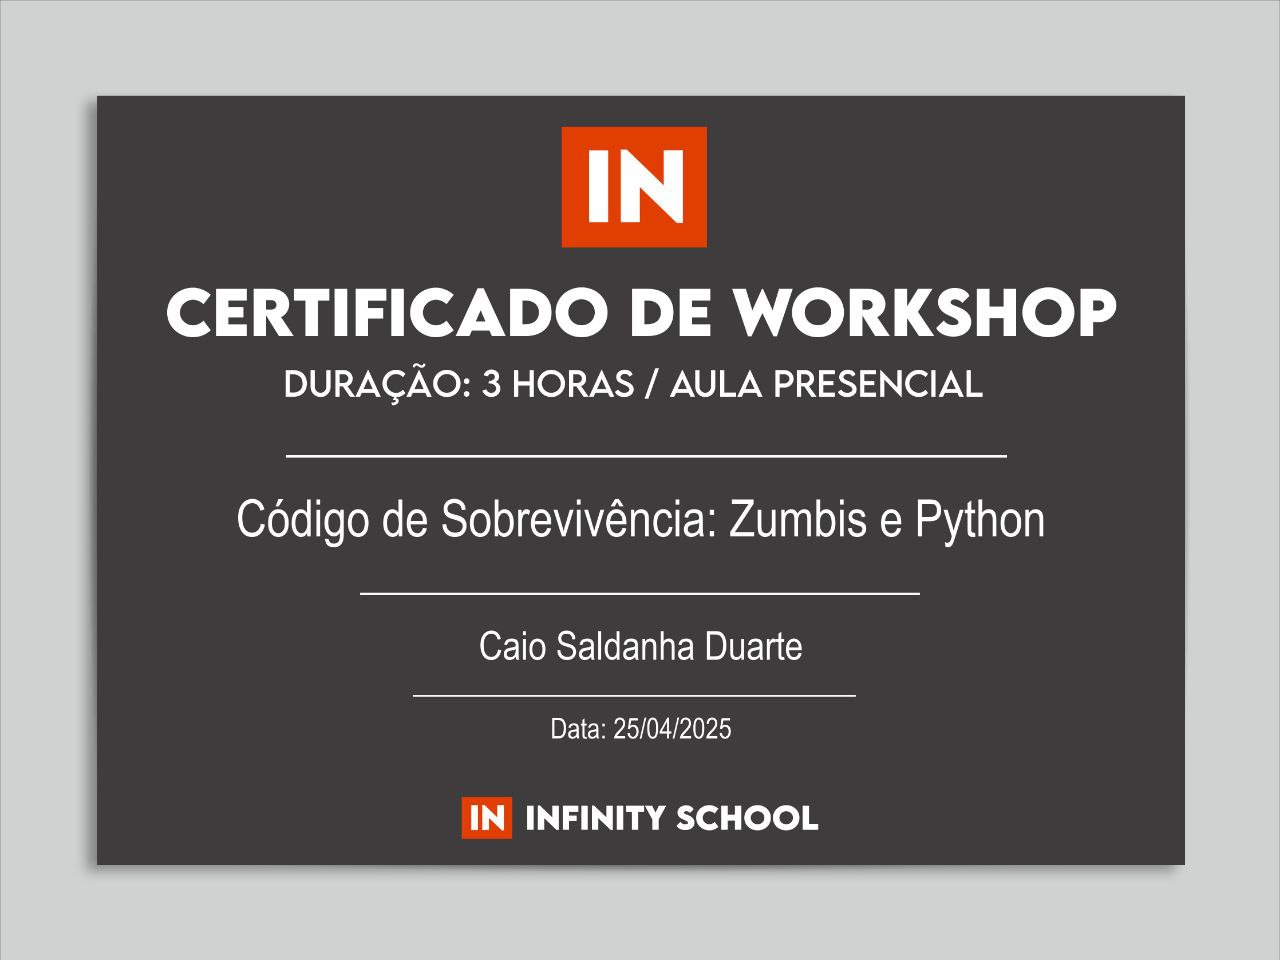 IN
CERTIFICADO DE WORKSHOP
DURAÇÃO: 3 HORAS / AULA PRESENCIAL
Código de Sobrevivência: Zumbis e Python
Caio Saldanha Duarte
Data: 25/04/2025
IN INFINITY SCHOOL